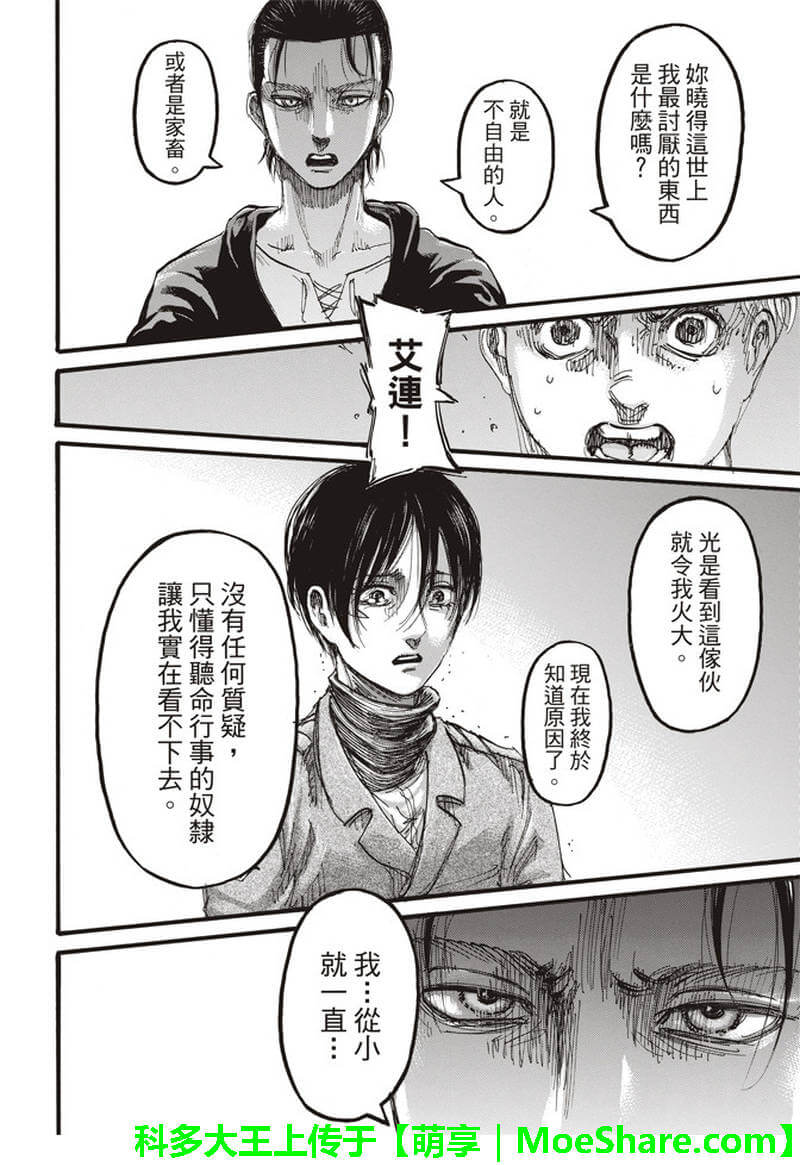 妳曉得這世上
我最討厭的東西
是什麼嗎？
就是
不自由的人。
或者是家畜。
艾連！
光是看到這傢伙
就令我火大。
現在我終於
知道原因了。
沒有任何質疑，
只懂得聽命行事的奴隸
讓我實在看不下去。
我…從小
就一直…
科多大王上传于【萌享｜MoeShare.com】